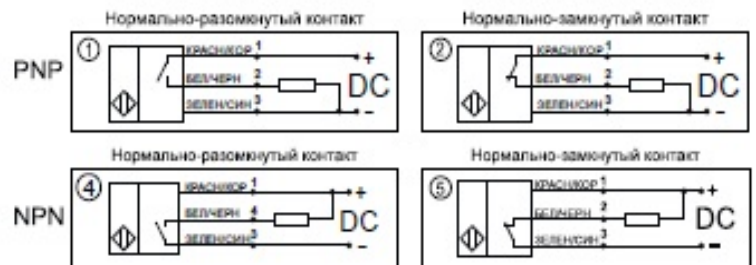 Нормально-разомкнутый контакт
Нормально-замкнутый контакт
PNP
1
КРАСН/КОР 1
+
БЕЛ/ЧЕРН 2
DC
ЗЕЛЕН/СИН 3
-
2
КРАСН/КОР 1
+
БЕЛ/ЧЕРН 2
DC
ЗЕЛЕН/СИН 3
-
Нормально-разомкнутый контакт
Нормально-замкнутый контакт
NPN
4
КРАСН/КОР 1
+
БЕЛ/ЧЕРН 4
DC
ЗЕЛЕН/СИН 3
-
5
КРАСН/КОР 1
+
БЕЛ/ЧЕРН 2
DC
ЗЕЛЕН/СИН 3
-